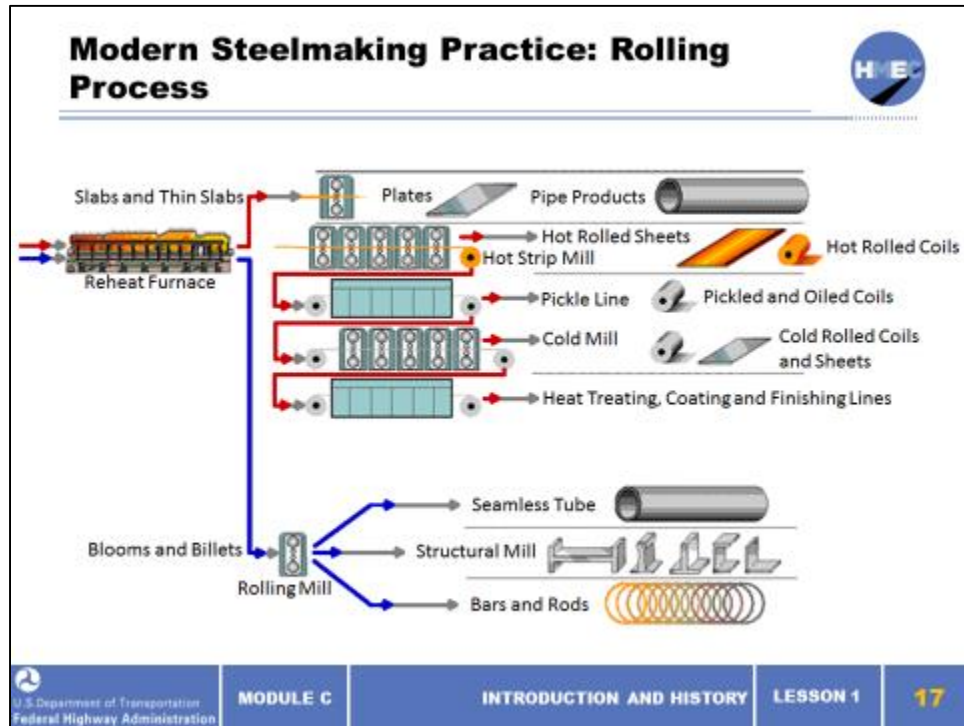 Modern Steelmaking Practice: Rolling
Process
HMEC
Slabs and Thin Slabs
Plates
Pipe Products
Hot Rolled Sheets
Hot Strip Mill
Hot Rolled Coils
Reheat Furnace
Pickle Line
Pickled and Oiled Coils
Cold Mill
Cold Rolled Coils
and Sheets
Heat Treating, Coating and Finishing Lines
Seamless Tube
Blooms and Billets
Structural Mill
Rolling Mill
Bars and Rods
U.S.Department of Transportation
Federal Highway Administration
MODULE C
INTRODUCTION AND HISTORY
LESSON 1
17